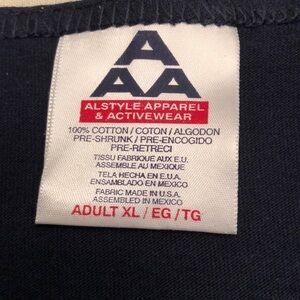 A
AA
ALSTYLE APPAREL
& ACTIVEWEAR
100% COTTON / COTON / ALGODON
PRE-SHRUNK / PRE-ENCOGIDO
PRE-RETRECI
TISSU FABRIQUE AUX E.U.
ASSEMBLE AU MEXIQUE
TELA HECHA EN E.U.A.
ENSAMBLADO EN MEXICO
FABRIC MADE IN U.S.A.
ASSEMBLED IN MEXICO
ADULT XL / EG / TG